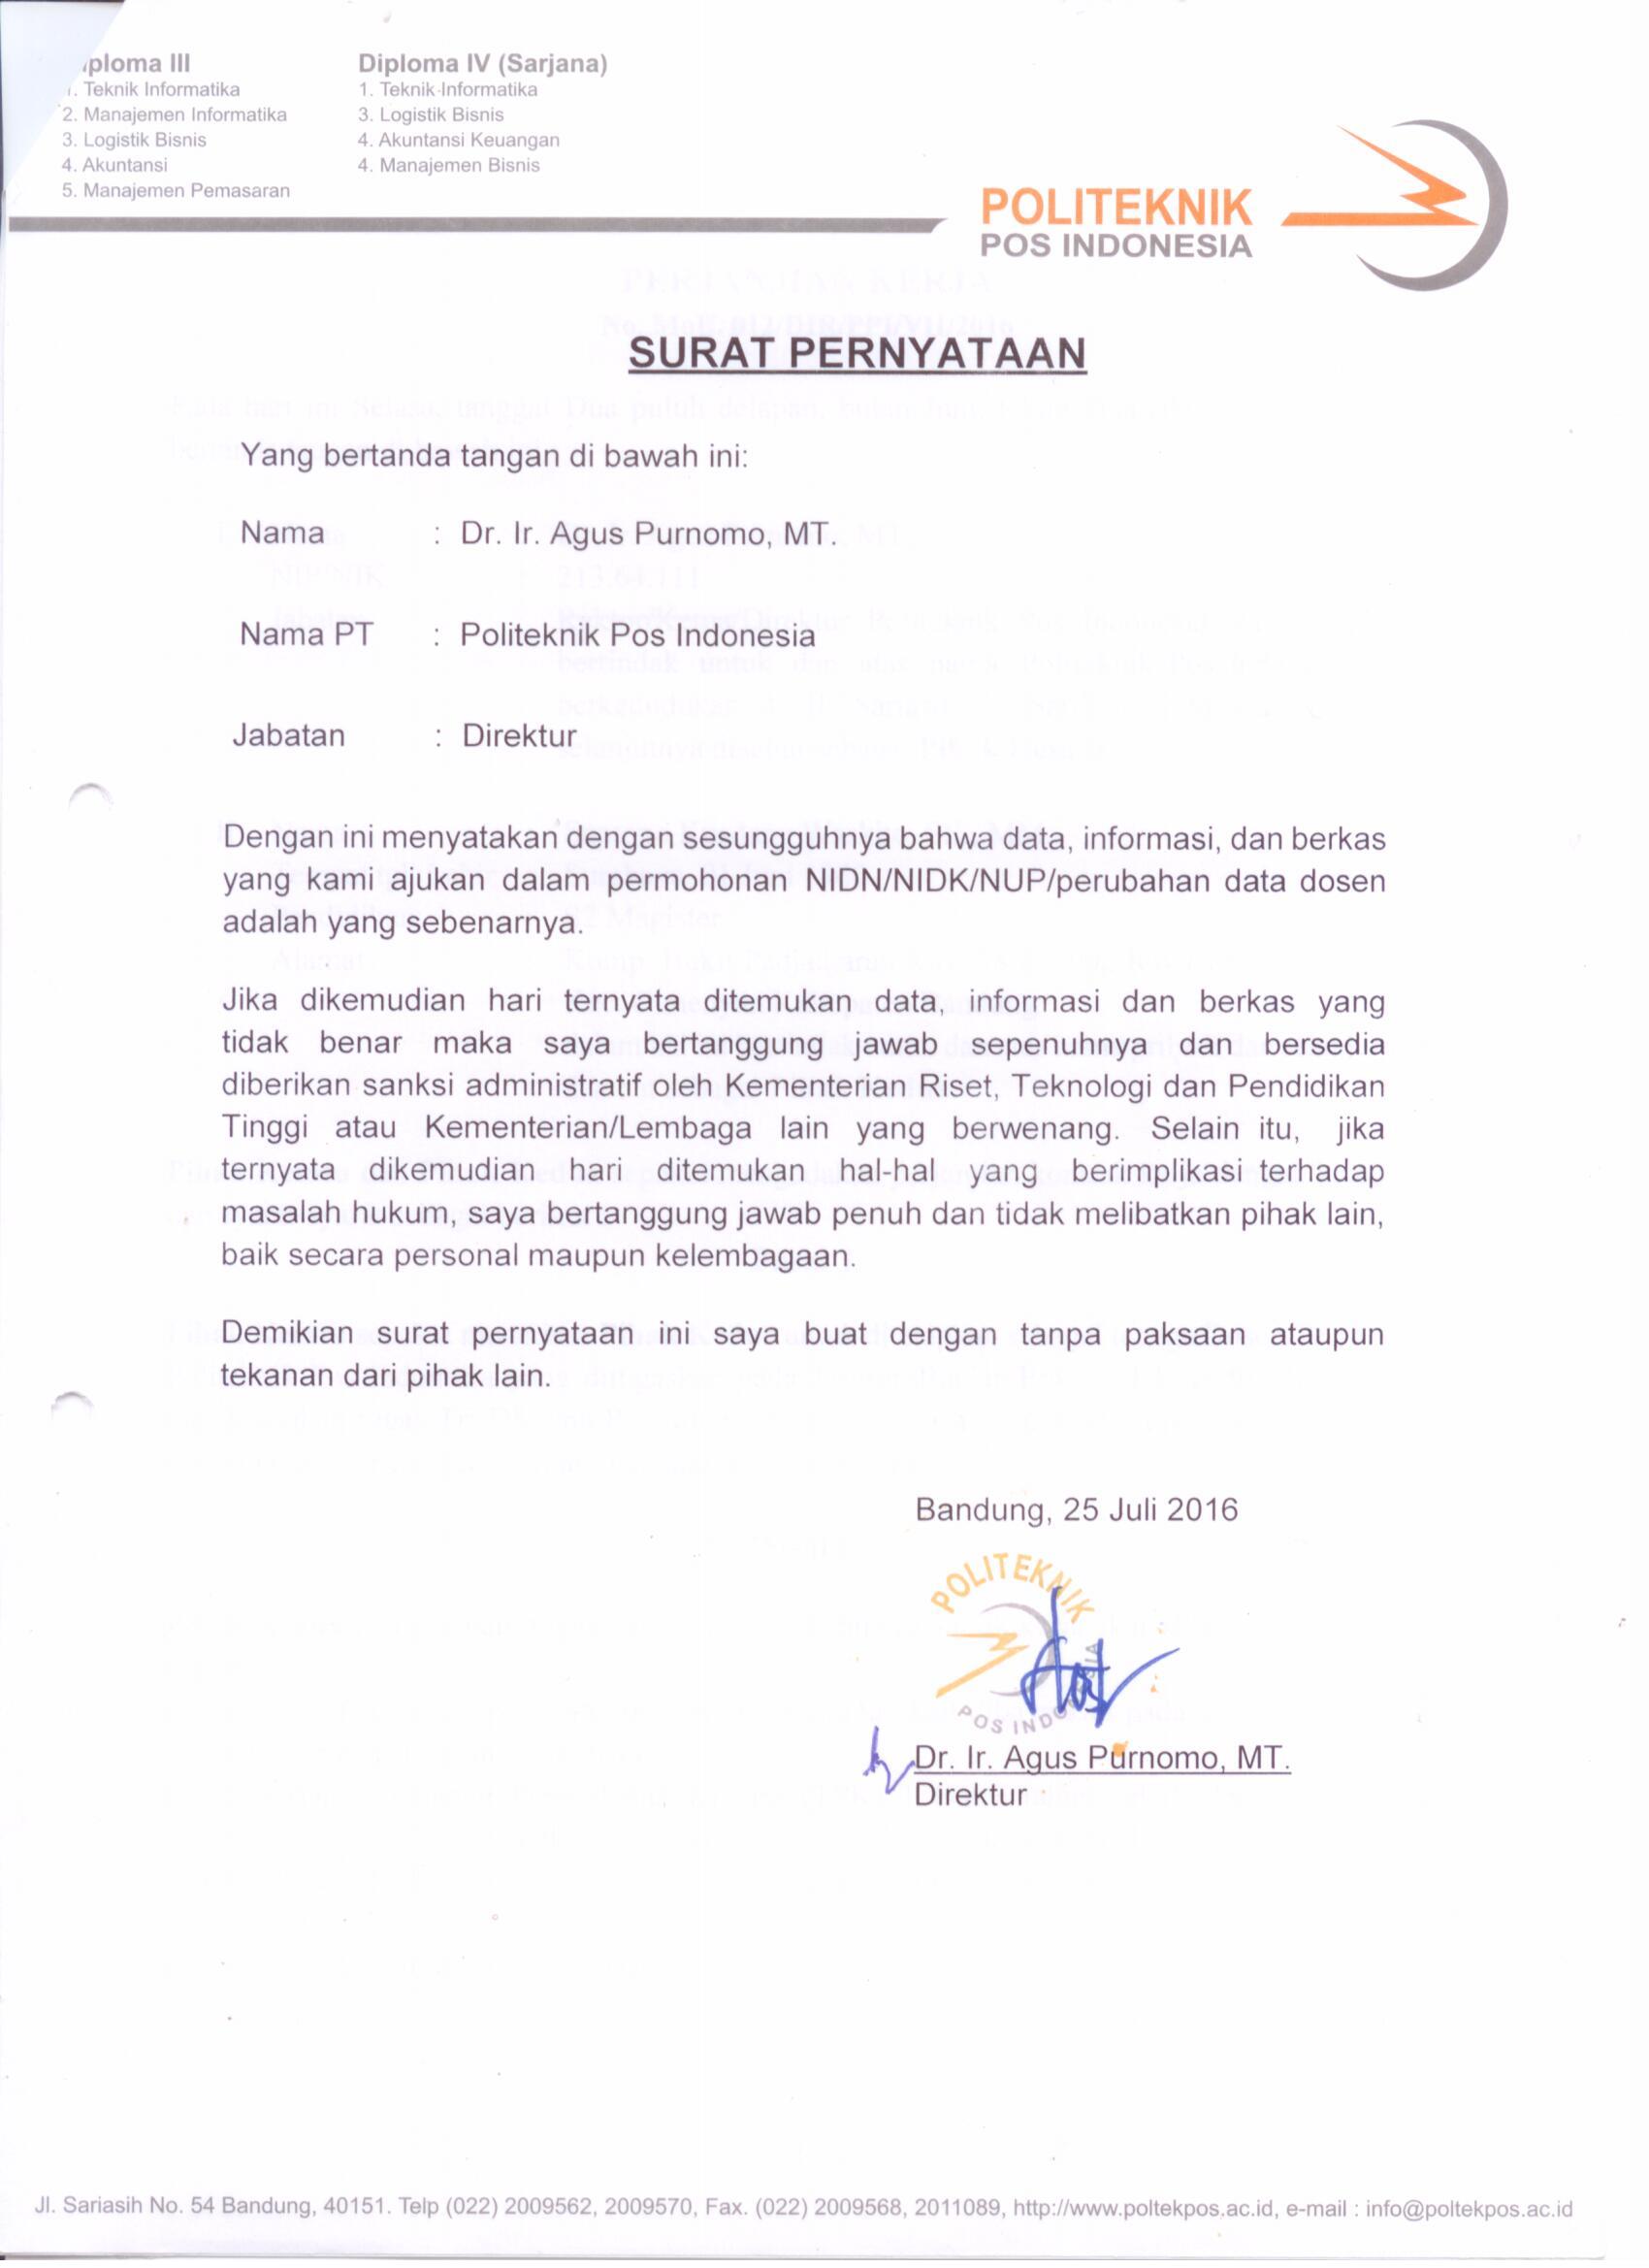 Diploma III
1. Teknik Informatika
2. Manajemen Informatika
3. Logistik Bisnis
4. Akuntansi
5. Manajemen Pemasaran
Diploma IV (Sarjana)
1. Teknik Informatika
3. Logistik Bisnis
4. Akuntansi Keuangan
4. Manajemen Bisnis
POLITEKNIK
POS INDONESIA
SURAT PERNYATAAN
Yang bertanda tangan di bawah ini:
Nama : Dr. Ir. Agus Purnomo, MT.
Nama PT : Politeknik Pos Indonesia
Jabatan : Direktur
Dengan ini menyatakan dengan sesungguhnya bahwa data, informasi, dan berkas
yang kami ajukan dalam permohonan NIDN/NIDK/NUP/perubahan data dosen
adalah yang sebenarnya.
Jika dikemudian hari ternyata ditemukan data, informasi dan berkas yang
tidak benar maka saya bertanggung jawab sepenuhnya dan bersedia
diberikan sanksi administratif oleh Kementerian Riset, Teknologi dan Pendidikan
Tinggi atau Kementerian/Lembaga lain yang berwenang. Selain itu, jika
ternyata dikemudian hari ditemukan hal-hal yang berimplikasi terhadap
masalah hukum, saya bertanggung jawab penuh dan tidak melibatkan pihak lain,
baik secara personal maupun kelembagaan.
Demikian surat pernyataan ini saya buat dengan tanpa paksaan ataupun
tekanan dari pihak lain.
Bandung, 25 Juli 2016
POLITEKNIK
POS INDONESIA
Dr. Ir. Agus Purnomo, MT.
Direktur
Jl. Sariasih No. 54 Bandung, 40151. Telp (022) 2009562, 2009570, Fax. (022) 2009568, 2011089, http://www.poltekpos.ac.id, e-mail : info@poltekpos.ac.id